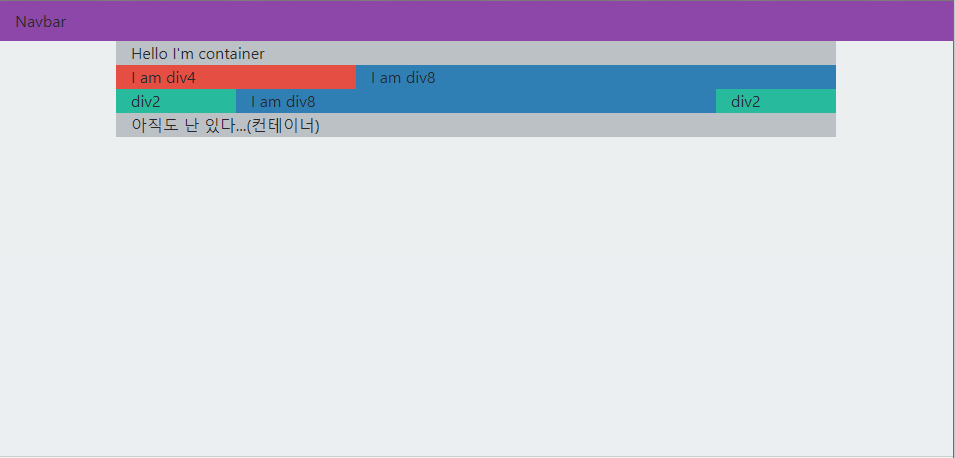 Navbar
Hello I'm container
I am div4 I am div8
div2 I am div8 div2
아직도 난 있다...(컨테이너)